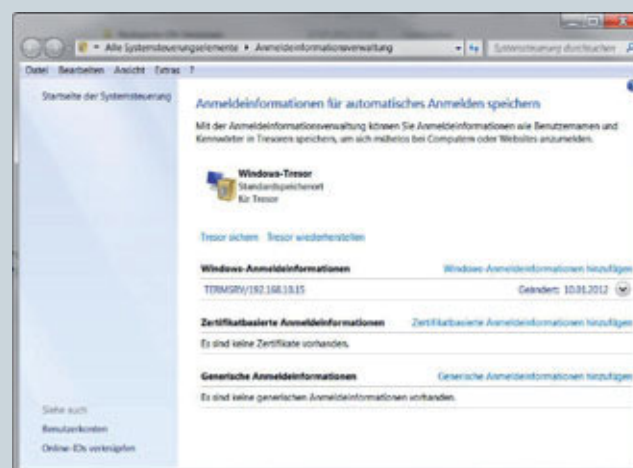 Alle Systemsteuerungselemente ▸ Anmeldeinformationsverwaltung
Systemsteuerung durchsuchen
Datei Bearbeiten Ansicht Extras ?
Startseite der Systemsteuerung
Anmeldeinformationen für automatisches Anmelden speichern
Mit der Anmeldeinformationsverwaltung können Sie Anmeldeinformationen wie Benutzernamen und
Kennwörter in Tresoren speichern, um sich mühelos bei Computern oder Websites anzumelden.
Windows-Tresor
Standardspeicherort
für Tresor
Tresor sichern Tresor wiederherstellen
Windows-Anmeldeinformationen Windows-Anmeldeinformationen hinzufügen
TERMSRV/192.168.10.15 Geändert: 10.01.2012
Zertifikatbasierte Anmeldeinformationen Zertifikatbasierte Anmeldeinformationen hinzufügen
Es sind keine Zertifikate vorhanden.
Generische Anmeldeinformationen Generische Anmeldeinformationen hinzufügen
Es sind keine generischen Anmeldeinformationen vorhanden.
Siehe auch
Benutzerkonten
Online-IDs verknüpfen